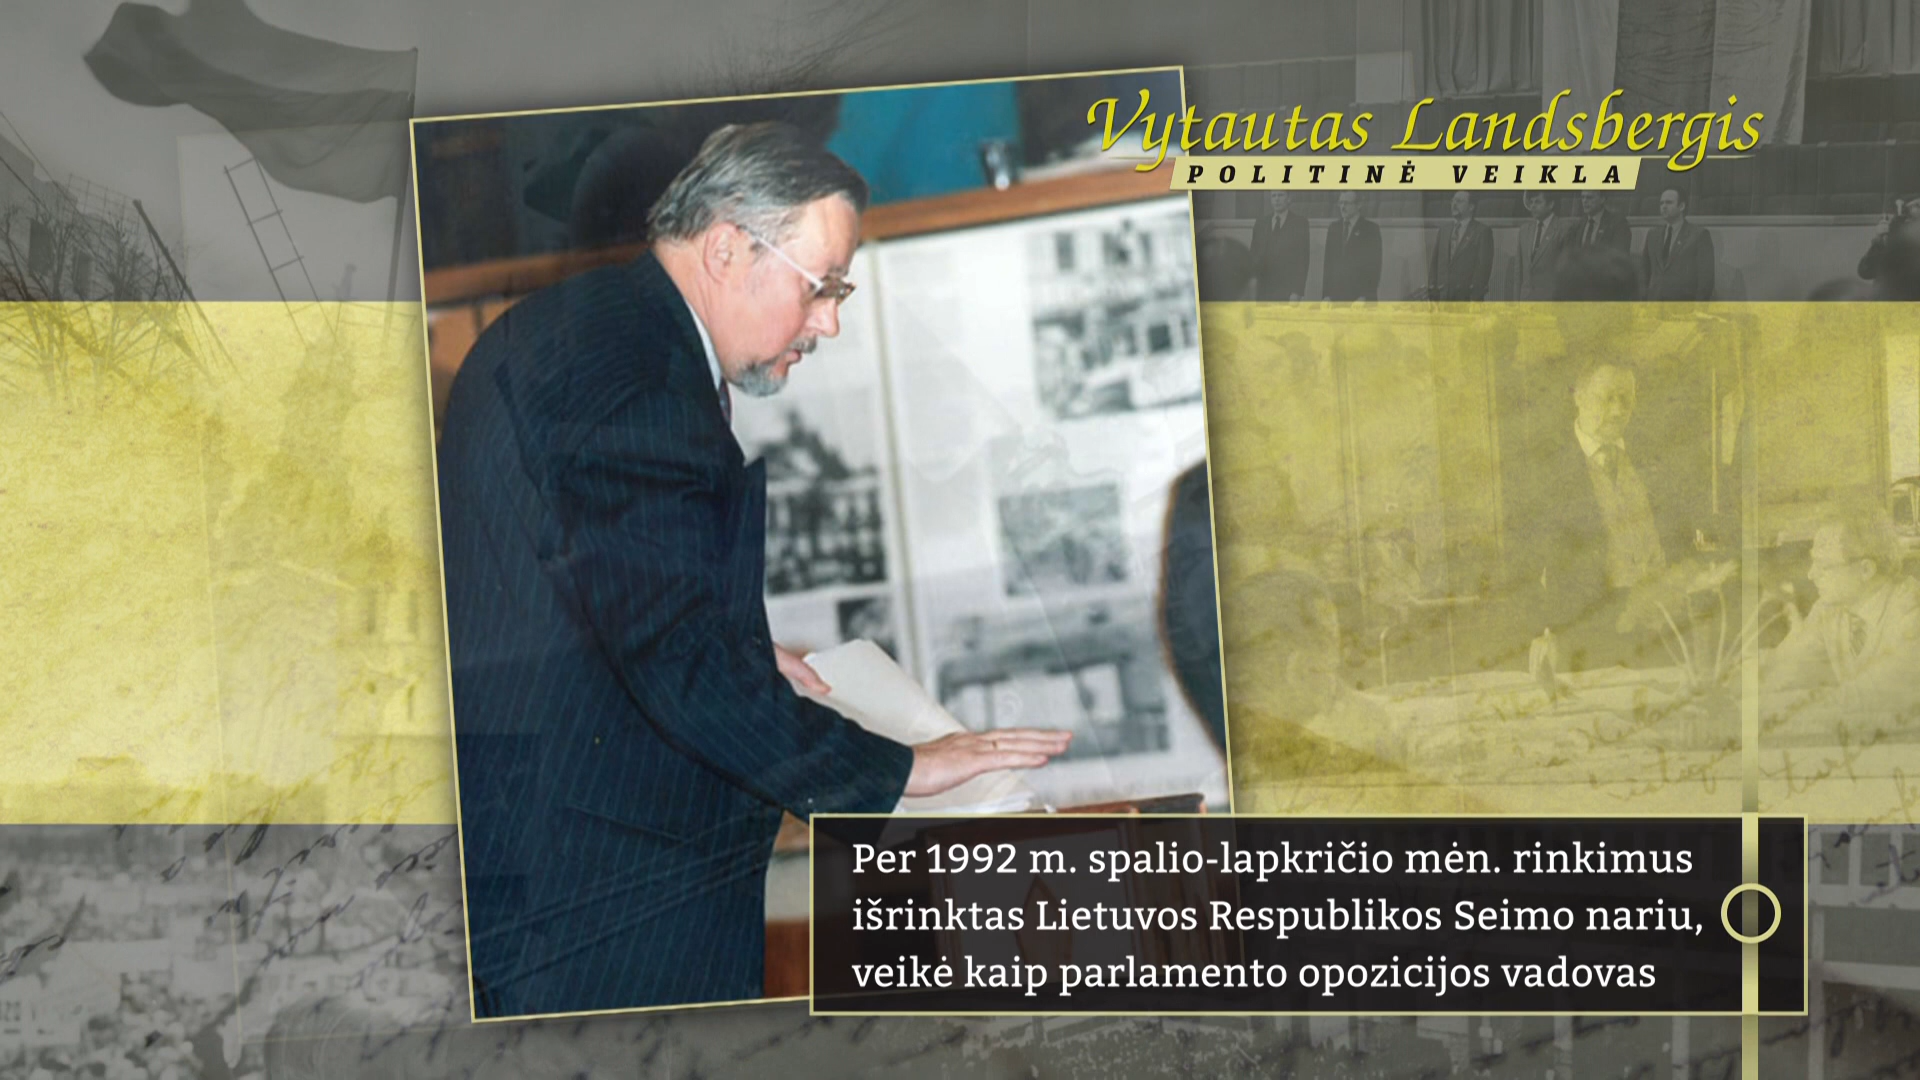 Vytautas Landsbergis
POLITINĖ VEIKLA
Per 1992 m. spalio-lapkričio mėn. rinkimus
išrinktas Lietuvos Respublikos Seimo nariu,
veikė kaip parlamento opozicijos vadovas